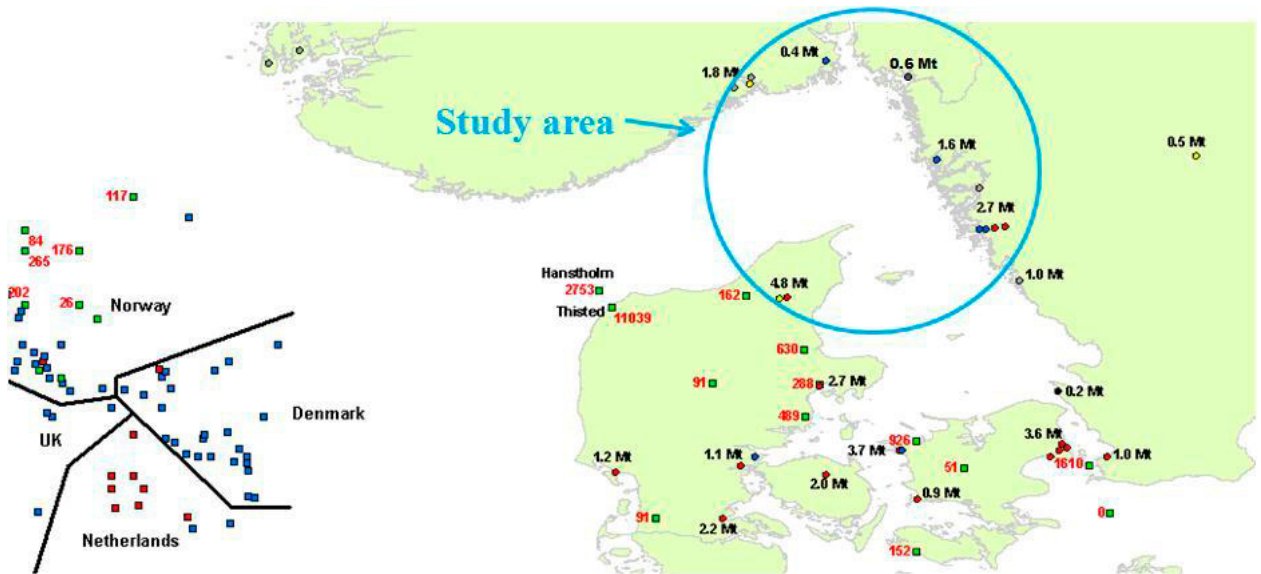 0.4 Mt
1.8 Mt
0.6 Mt
Study area
1.6 Mt
0.5 Mt
117
2.7 Mt
84
176
265
202
26
Norway
Hanstholm
2753
162
4.8 Mt
1.0 Mt
Thisted
11039
630
91
288
2.7 Mt
0.2 Mt
Denmark
489
UK
926
3.6 Mt
1.2 Mt
1.1 Mt
3.7 Mt
51
1610
1.0 Mt
2.0 Mt
0.9 Mt
91
2.2 Mt
0
Netherlands
152